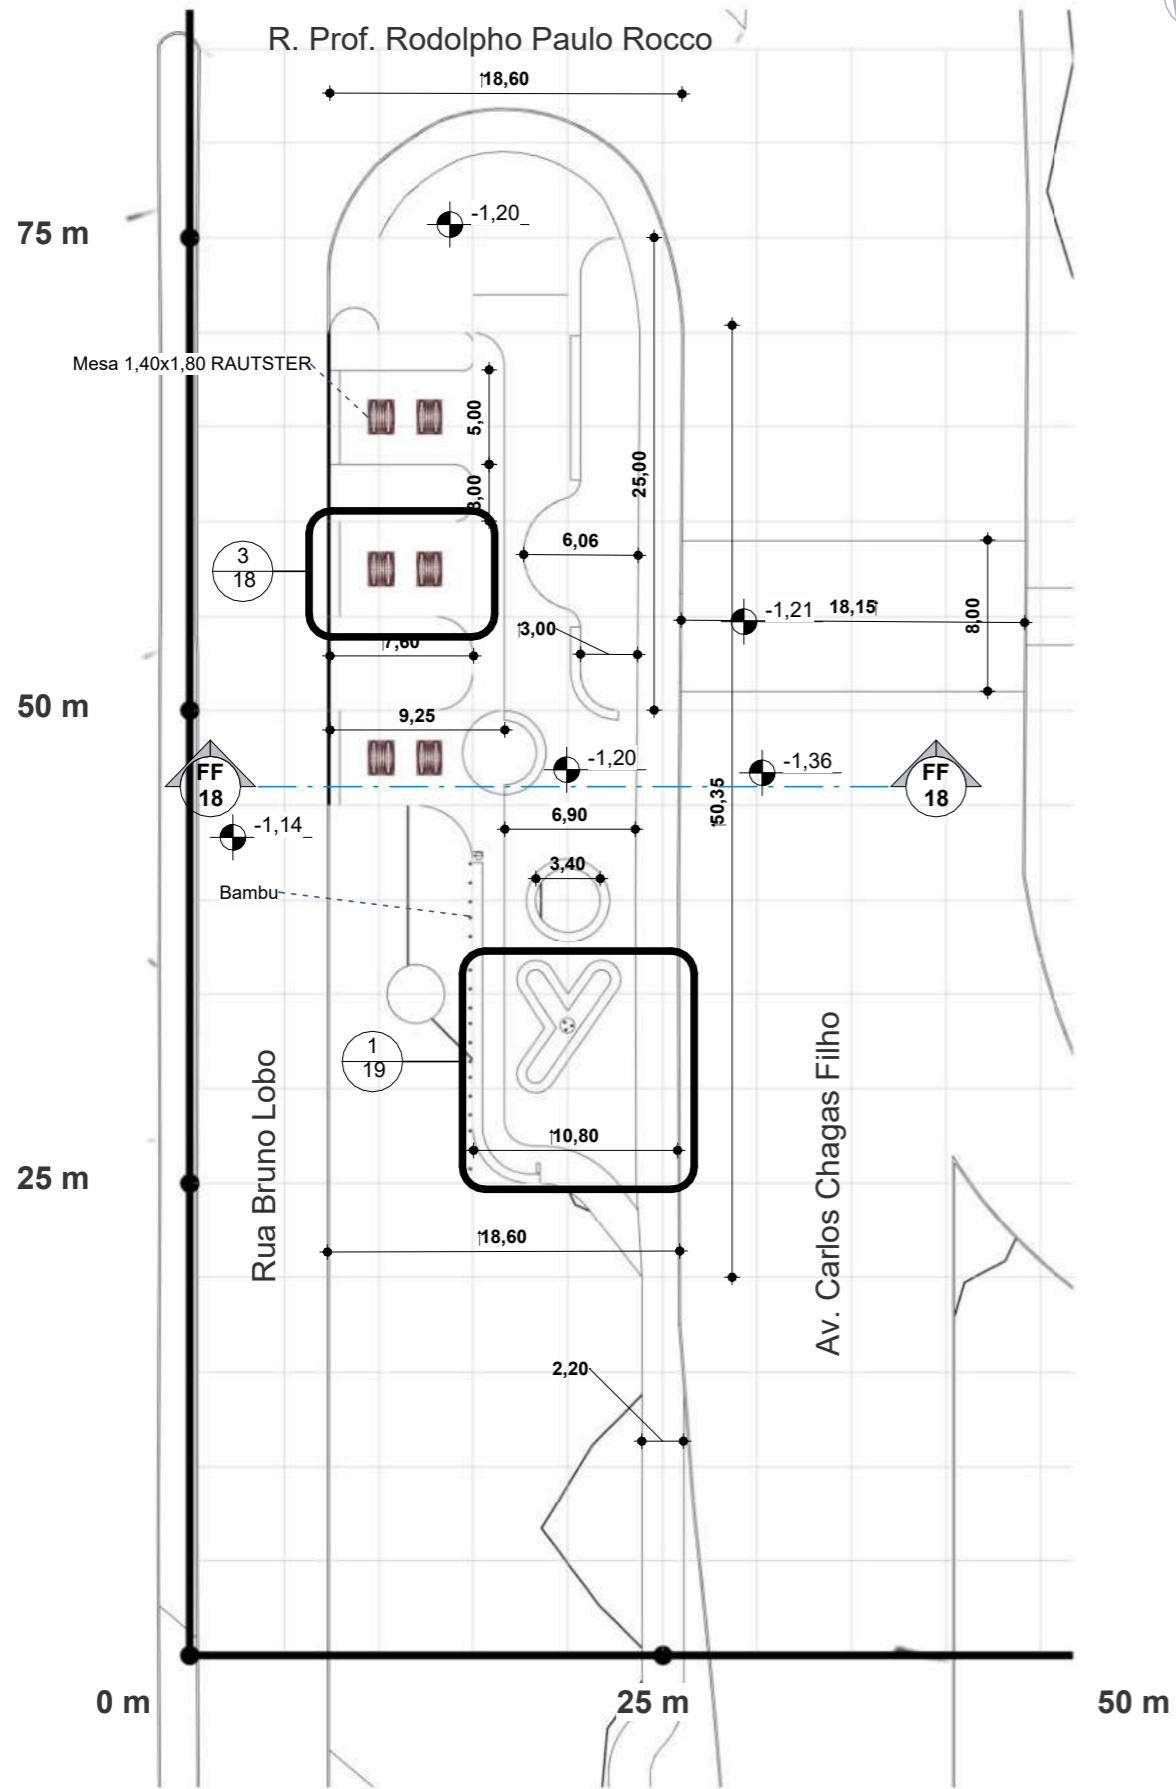 R. Prof. Rodolpho Paulo Rocco
18,60
-1,20
75 m
Mesa 1,40x1,80 RAUTSTER
5,00
3,00
25,00
6,06
3
18
-1,21
18,15
8,00
3,00
7,60
50 m
9,25
-1,20
-1,36
FF
18
FF
18
50,35
-1,14
6,90
3,40
Bambu
1
19
Rua Bruno Lobo
Av. Carlos Chagas Filho
10,80
25 m
18,60
2,20
0 m
25 m
50 m